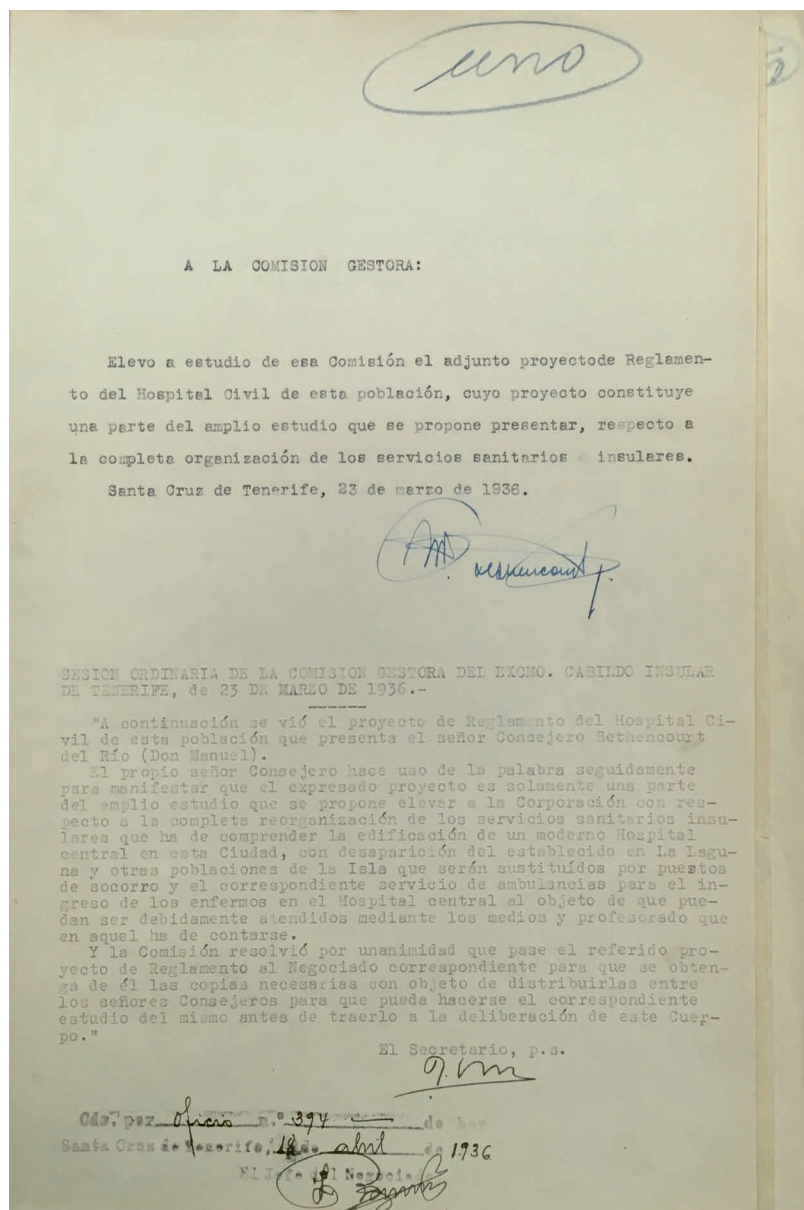 uno
A LA COMISION GESTORA:
Elevo a estudio de esa Comisión el adjunto proyectode Reglamen-
to del Hospital Civil de esta población, cuyo proyecto constituye
una parte del amplio estudio que se propone presentar, respecto a
la completa organización de los servicios sanitarios insulares.
Santa Cruz de Tenerife, 23 de marzo de 1936.
SESION ORDINARIA DE LA COMISION GESTORA DEL EXCMO. CABILDO INSULAR
DE TENERIFE, de 23 DE MARZO DE 1936.-
"A continuación se vió el proyecto de Reglamento del Hospital Ci-
vil de esta población que presenta el señor Consejero Bethencourt
del Río (Don Manuel).
El propio señor Consejero hace uso de la palabra seguidamente
para manifestar que el expresado proyecto es solamente una parte
del amplio estudio que se propone elevar a la Corporación con res-
pecto a la completa reorganización de los servicios sanitarios insu-
lares que ha de comprender la edificación de un moderno Hospital
central en esta Ciudad, con desaparición del establecido en La Lagu-
na y otras poblaciones de la Isla que serán sustituídos por puestos
de socorro y el correspondiente servicio de ambulancias para el in-
greso de los enfermos en el Hospital central al objeto de que pue-
dan ser debidamente atendidos mediante los medios y profesorado que
en aquel ha de contarse.
Y la Comisión resolvió por unanimidad que pase el referido pro-
yecto de Reglamento al Negociado correspondiente para que se obten-
ga de él las copias necesarias con objeto de distribuirlas entre
los señores Consejeros para que pueda hacerse el correspondiente
estudio del mismo antes de traerlo a la deliberación de este Cuer-
po."
El Secretario, p.s.
por oficio n.º 394 de
Santa Cruz de Tenerife, 18 de abril de 1936
El Jefe del Negociado